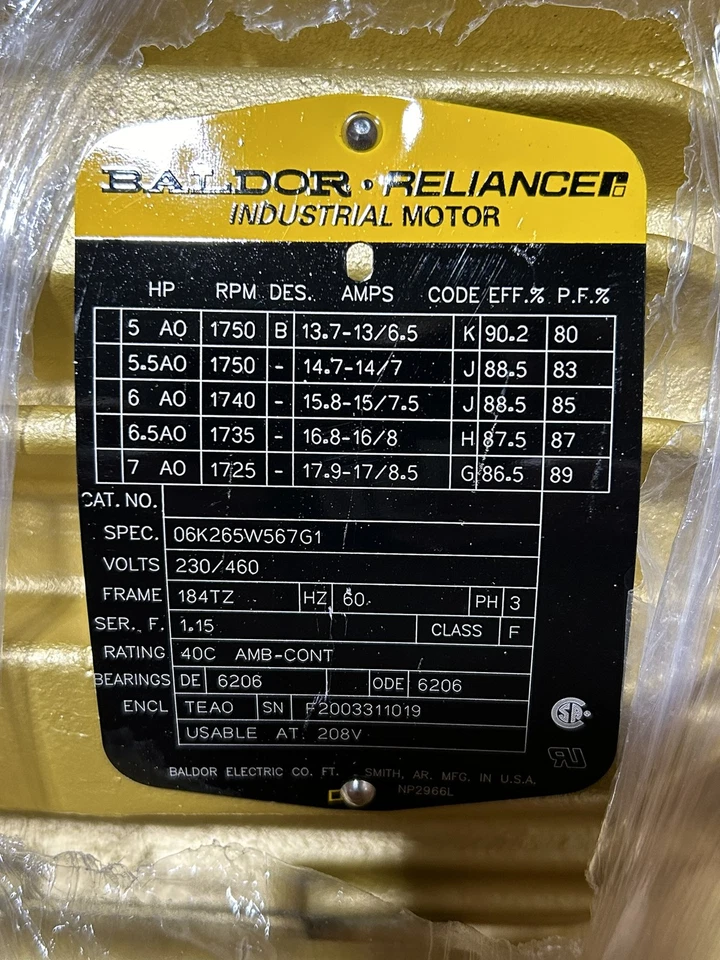 BALDOR • RELIANCE
INDUSTRIAL MOTOR
HP RPM DES. AMPS CODE EFF.% P.F.%
5 AO 1750 B 13.7-13/6.5 K 90.2 80
5.5AO 1750 - 14.7-14/7 J 88.5 83
6 AO 1740 - 15.8-15/7.5 J 88.5 85
6.5AO 1735 - 16.8-16/8 H 87.5 87
7 AO 1725 - 17.9-17/8.5 G 86.5 89
CAT. NO.
SPEC. 06K265W567G1
VOLTS 230/460
FRAME 184TZ HZ 60 PH 3
SER. F. 1.15 CLASS F
RATING 40C AMB-CONT
BEARINGS DE 6206 ODE 6206
ENCL TEAO SN F2003311019
USABLE AT 208V
BALDOR ELECTRIC CO. FT. SMITH, AR. MFG. IN U.S.A.
NP2966L